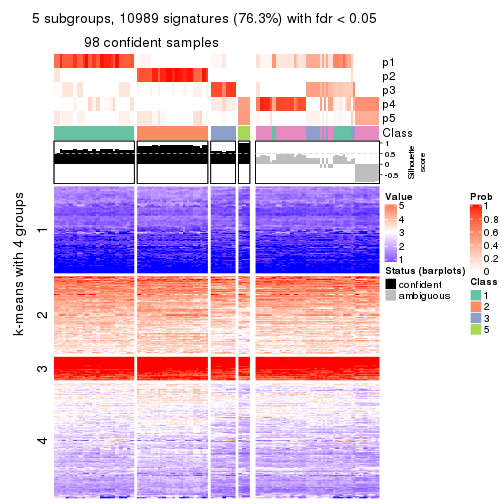 5 subgroups, 10989 signatures (76.3%) with fdr < 0.05
98 confident samples
p1
p2
p3
p4
p5
Class
1
0.5
0
-0.5
Silhouette
score
k-means with 4 groups
1
2
3
4
Value
5
4
3
2
1
Status (barplots)
confident
ambiguous
Prob
1
0.8
0.6
0.4
0.2
0
Class
1
2
3
5